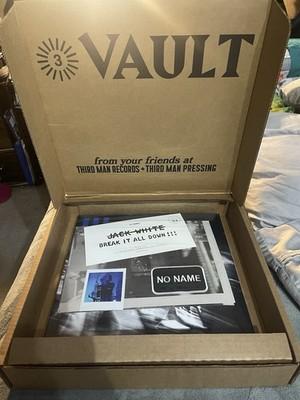 3 VAULT
from your friends at
THIRD MAN RECORDS + THIRD MAN PRESSING
JACK WHITE
BREAK IT ALL DOWN!!!
NO NAME